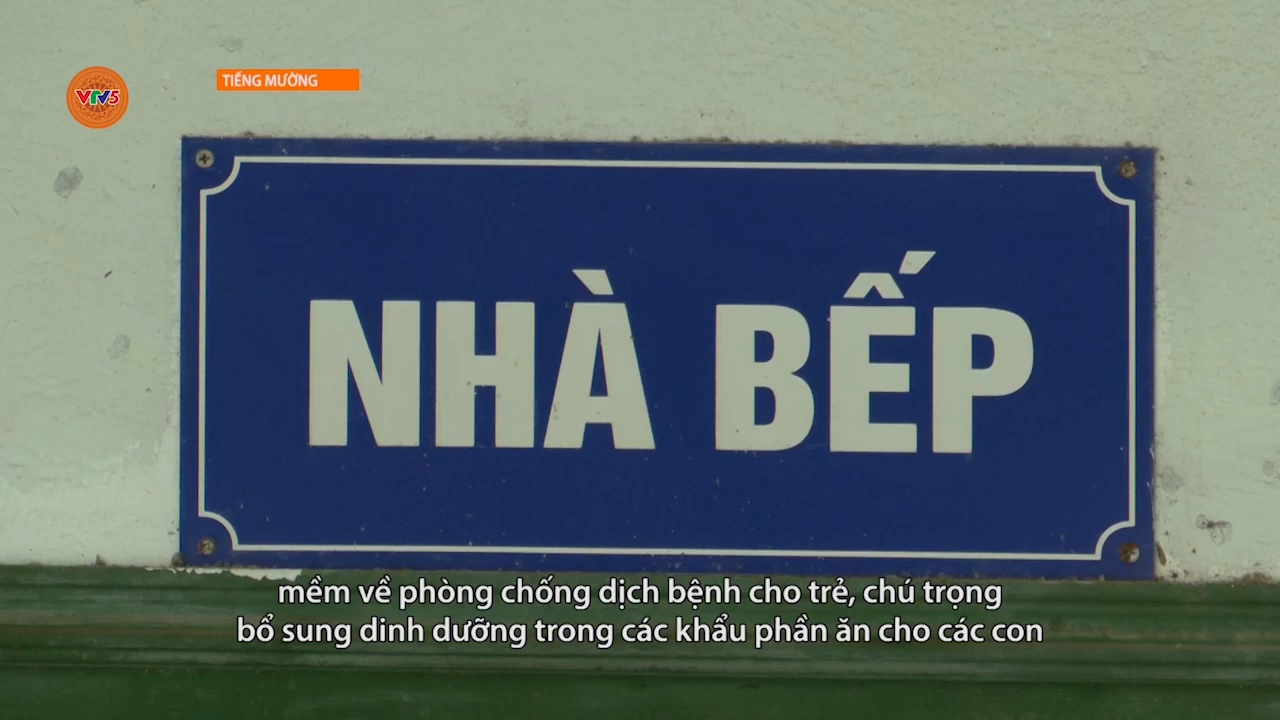 TIẾNG MƯỜNG
VTV5
NHÀ BẾP
mềm về phòng chống dịch bệnh cho trẻ, chú trọng
bổ sung dinh dưỡng trong các khẩu phần ăn cho các con